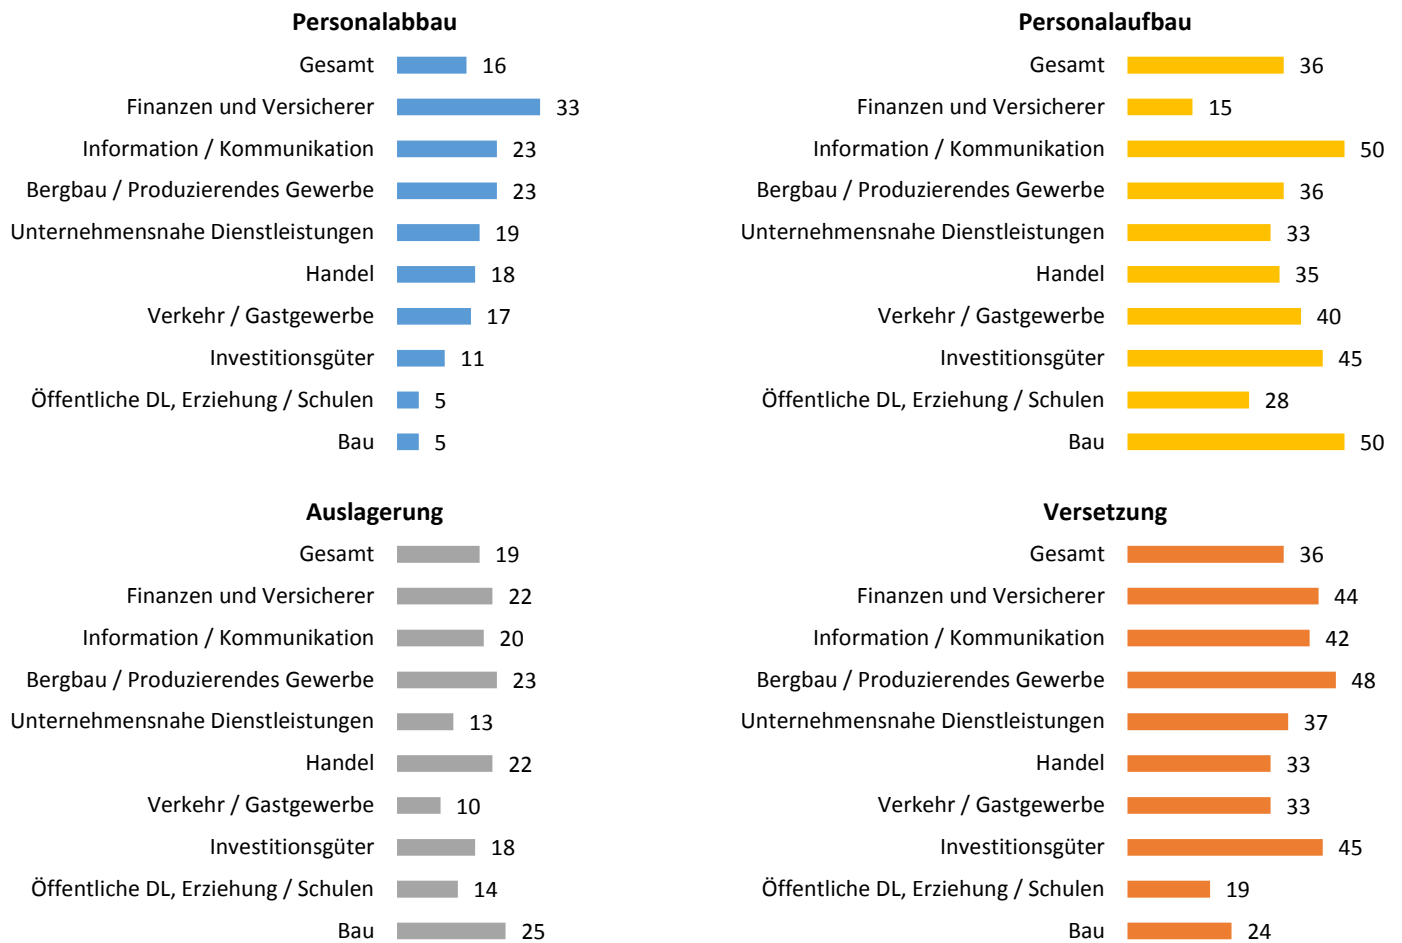 Personalabbau
Gesamt 16
Finanzen und Versicherer 33
Information / Kommunikation 23
Bergbau / Produzierendes Gewerbe 23
Unternehmensnahe Dienstleistungen 19
Handel 18
Verkehr / Gastgewerbe 17
Investitionsgüter 11
Öffentliche DL, Erziehung / Schulen 5
Bau 5
Personalaufbau
Gesamt 36
Finanzen und Versicherer 15
Information / Kommunikation 50
Bergbau / Produzierendes Gewerbe 36
Unternehmensnahe Dienstleistungen 33
Handel 35
Verkehr / Gastgewerbe 40
Investitionsgüter 45
Öffentliche DL, Erziehung / Schulen 28
Bau 50
Auslagerung
Gesamt 19
Finanzen und Versicherer 22
Information / Kommunikation 20
Bergbau / Produzierendes Gewerbe 23
Unternehmensnahe Dienstleistungen 13
Handel 22
Verkehr / Gastgewerbe 10
Investitionsgüter 18
Öffentliche DL, Erziehung / Schulen 14
Bau 25
Versetzung
Gesamt 36
Finanzen und Versicherer 44
Information / Kommunikation 42
Bergbau / Produzierendes Gewerbe 48
Unternehmensnahe Dienstleistungen 37
Handel 33
Verkehr / Gastgewerbe 33
Investitionsgüter 45
Öffentliche DL, Erziehung / Schulen 19
Bau 24